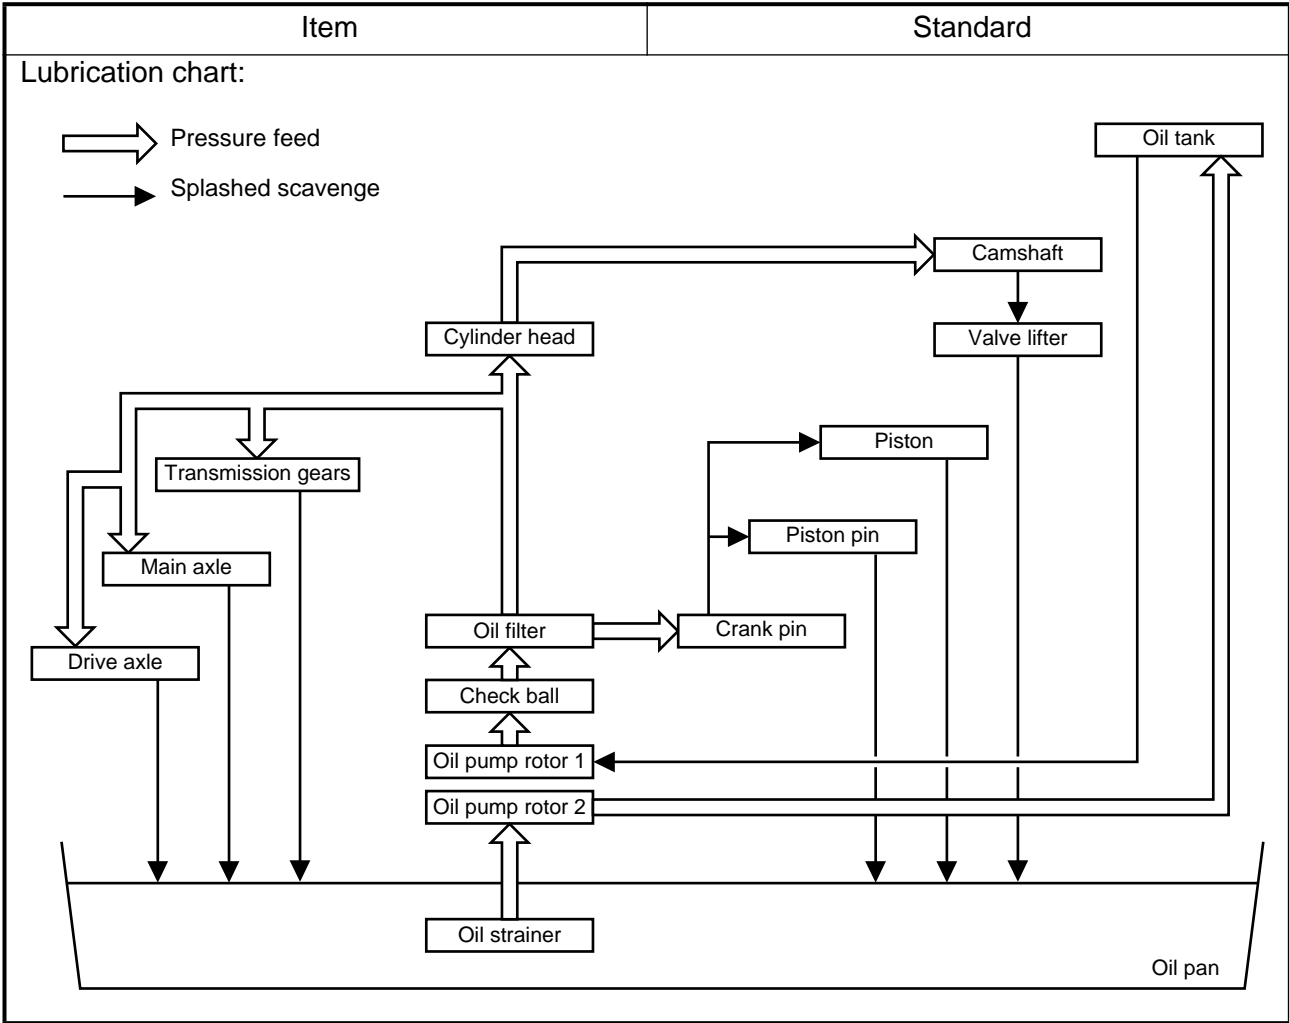 Item
Standard
Lubrication chart:
Pressure feed
Splashed scavenge
Oil tank
Camshaft
Cylinder head
Valve lifter
Piston
Transmission gears
Piston pin
Main axle
Oil filter
Crank pin
Drive axle
Check ball
Oil pump rotor 1
Oil pump rotor 2
Oil strainer
Oil pan